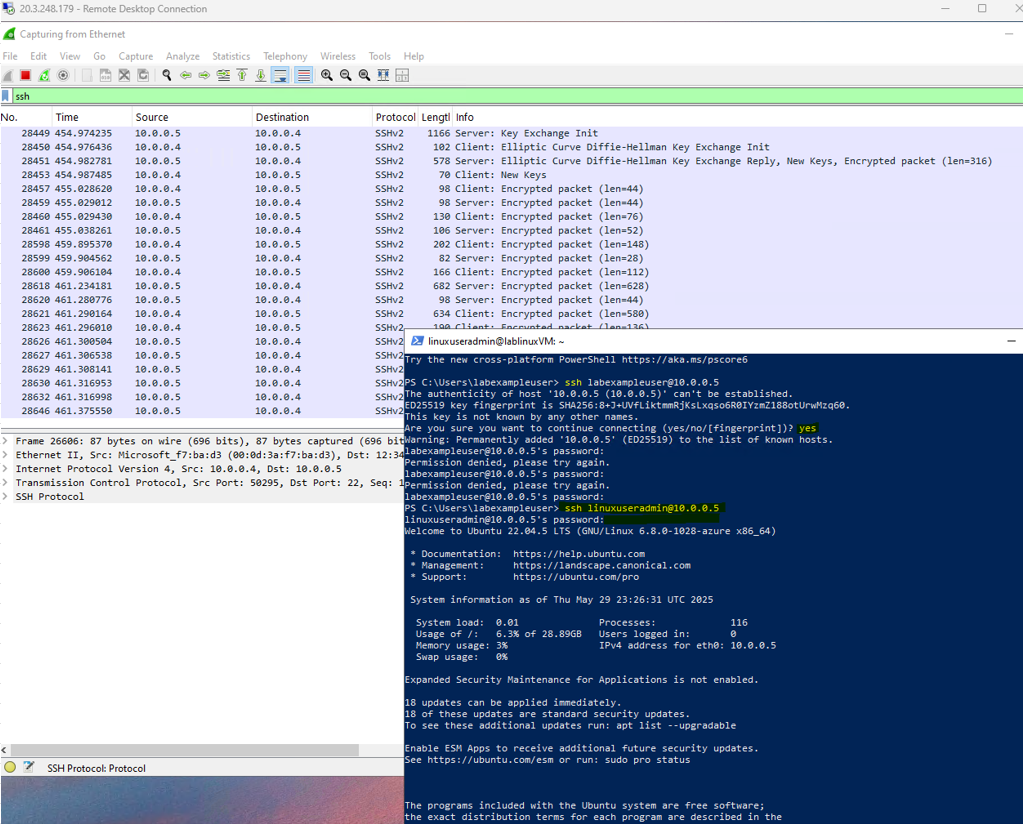 20.3.248.179 - Remote Desktop Connection
Capturing from Ethernet
File Edit View Go Capture Analyze Statistics Telephony Wireless Tools Help
ssh
No. Time Source Destination Protocol Lengtl Info
28449 454.974235 10.0.0.5 10.0.0.4 SSHv2 1166 Server: Key Exchange Init
28450 454.976436 10.0.0.4 10.0.0.5 SSHv2 102 Client: Elliptic Curve Diffie-Hellman Key Exchange Init
28451 454.982781 10.0.0.5 10.0.0.4 SSHv2 578 Server: Elliptic Curve Diffie-Hellman Key Exchange Reply, New Keys, Encrypted packet (len=316)
28453 454.987485 10.0.0.4 10.0.0.5 SSHv2 70 Client: New Keys
28457 455.028620 10.0.0.4 10.0.0.5 SSHv2 98 Client: Encrypted packet (len=44)
28459 455.029012 10.0.0.5 10.0.0.4 SSHv2 98 Server: Encrypted packet (len=44)
28460 455.029430 10.0.0.4 10.0.0.5 SSHv2 130 Client: Encrypted packet (len=76)
28461 455.038261 10.0.0.5 10.0.0.4 SSHv2 106 Server: Encrypted packet (len=52)
28598 459.895370 10.0.0.4 10.0.0.5 SSHv2 202 Client: Encrypted packet (len=148)
28599 459.904562 10.0.0.5 10.0.0.4 SSHv2 82 Server: Encrypted packet (len=28)
28600 459.906104 10.0.0.4 10.0.0.5 SSHv2 166 Client: Encrypted packet (len=112)
28618 461.234181 10.0.0.5 10.0.0.4 SSHv2 682 Server: Encrypted packet (len=628)
28620 461.280776 10.0.0.5 10.0.0.4 SSHv2 98 Server: Encrypted packet (len=44)
28621 461.290164 10.0.0.4 10.0.0.5 SSHv2 634 Client: Encrypted packet (len=580)
28623 461.296010 10.0.0.5 10.0.0.4 SSHv2 190 Client: Encrypted packet (len=136)
28626 461.300504 10.0.0.5 10.0.0.4 SSHv2
28627 461.306538 10.0.0.5 10.0.0.4 SSHv2
28629 461.308141 10.0.0.5 10.0.0.4 SSHv2
28630 461.316953 10.0.0.5 10.0.0.4 SSHv2
28632 461.316998 10.0.0.5 10.0.0.4 SSHv2
28646 461.375550 10.0.0.5 10.0.0.4 SSHv2
Frame 26606: 87 bytes on wire (696 bits), 87 bytes captured (696 bit
Ethernet II, Src: Microsoft_f7:ba:d3 (00:0d:3a:f7:ba:d3), Dst: 12:34
Internet Protocol Version 4, Src: 10.0.0.4, Dst: 10.0.0.5
Transmission Control Protocol, Src Port: 50295, Dst Port: 22, Seq: 1
SSH Protocol
SSH Protocol: Protocol
linuxuseradmin@lablinuxVM: ~
Try the new cross-platform PowerShell https://aka.ms/pscore6
PS C:\Users\labexampleuser> ssh labexampleuser@10.0.0.5
The authenticity of host '10.0.0.5 (10.0.0.5)' can't be established.
ED25519 key fingerprint is SHA256:8+J+UVfLiktmmRjKsLxqso6R0IYzmZ188otUrwMzq60.
This key is not known by any other names.
Are you sure you want to continue connecting (yes/no/[fingerprint])? yes
Warning: Permanently added '10.0.0.5' (ED25519) to the list of known hosts.
labexampleuser@10.0.0.5's password:
Permission denied, please try again.
labexampleuser@10.0.0.5's password:
Permission denied, please try again.
labexampleuser@10.0.0.5's password:
PS C:\Users\labexampleuser> ssh linuxuseradmin@10.0.0.5
linuxuseradmin@10.0.0.5's password:
Welcome to Ubuntu 22.04.5 LTS (GNU/Linux 6.8.0-1028-azure x86_64)
* Documentation: https://help.ubuntu.com
* Management: https://landscape.canonical.com
* Support: https://ubuntu.com/pro
System information as of Thu May 29 23:26:31 UTC 2025
System load: 0.01 Processes: 116
Usage of /: 6.3% of 28.89GB Users logged in: 0
Memory usage: 3% IPv4 address for eth0: 10.0.0.5
Swap usage: 0%
Expanded Security Maintenance for Applications is not enabled.
18 updates can be applied immediately.
18 of these updates are standard security updates.
To see these additional updates run: apt list --upgradable
Enable ESM Apps to receive additional future security updates.
See https://ubuntu.com/esm or run: sudo pro status
The programs included with the Ubuntu system are free software;
the exact distribution terms for each program are described in the